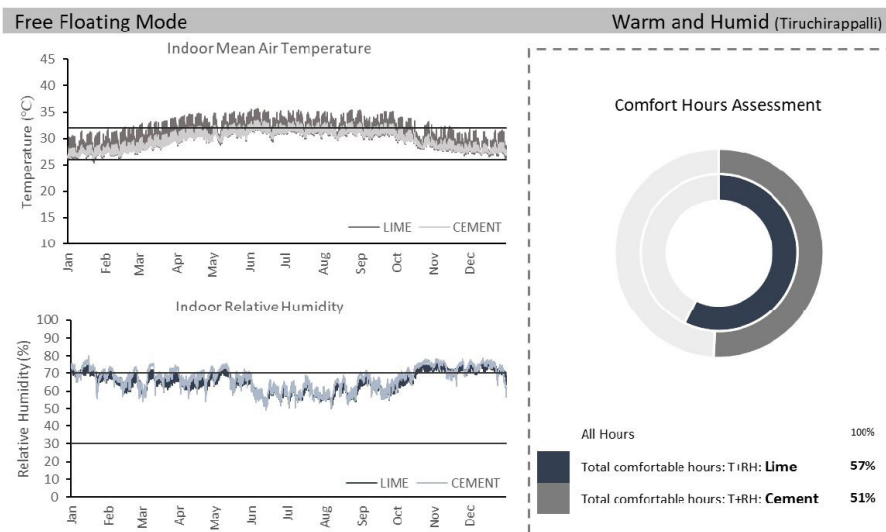 Free Floating Mode
Warm and Humid (Tiruchirappalli)
Indoor Mean Air Temperature
Temperature (°C)
45
40
35
30
25
20
15
10
LIME
CEMENT
Jan
Feb
Mar
Apr
May
Jun
Jul
Aug
Sep
Oct
Nov
Dec
Indoor Relative Humidity
Relative Humidity (%)
100
90
80
70
60
50
40
30
20
10
0
LIME
CEMENT
Jan
Feb
Mar
Apr
May
Jun
Jul
Aug
Sep
Oct
Nov
Dec
Comfort Hours Assessment
All Hours 100%
Total comfortable hours: T+RH: Lime 57%
Total comfortable hours: T+RH: Cement 51%